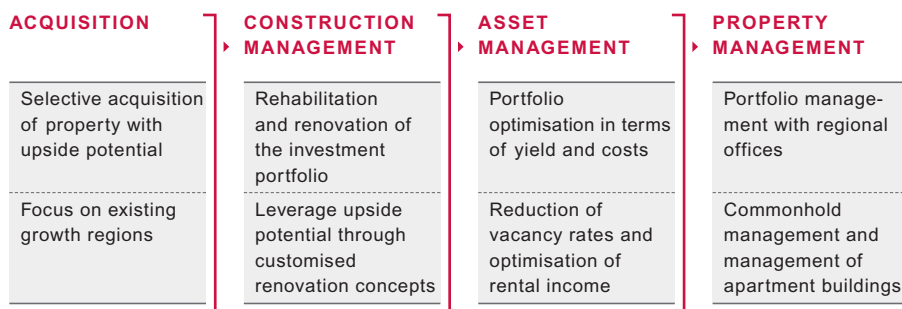 ACQUISITION
Selective acquisition
of property with
upside potential
Focus on existing
growth regions
CONSTRUCTION
MANAGEMENT
Rehabilitation
and renovation of
the investment
portfolio
Leverage upside
potential through
customised
renovation concepts
ASSET
MANAGEMENT
Portfolio
optimisation in terms
of yield and costs
Reduction of
vacancy rates and
optimisation of
rental income
PROPERTY
MANAGEMENT
Portfolio manage-
ment with regional
offices
Commonhold
management and
management of
apartment buildings